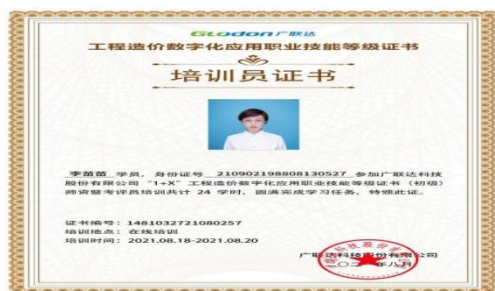 Glodon广联达
工程造价数字化应用职业技能等级证书
培训员证书
李苗苗 学员，身份证号 210902198808130527 参加广联达科技
股份有限公司“1+X”工程造价数字化应用职业技能等级证书（初级）
师资暨考评员培训共计 24 学时，圆满完成学习任务，特颁此证。
证书编号：1481032721080257
培训地点：在线培训
培训时间：2021.08.18-2021.08.20
广联达科技股份有限公司
二〇二一年八月